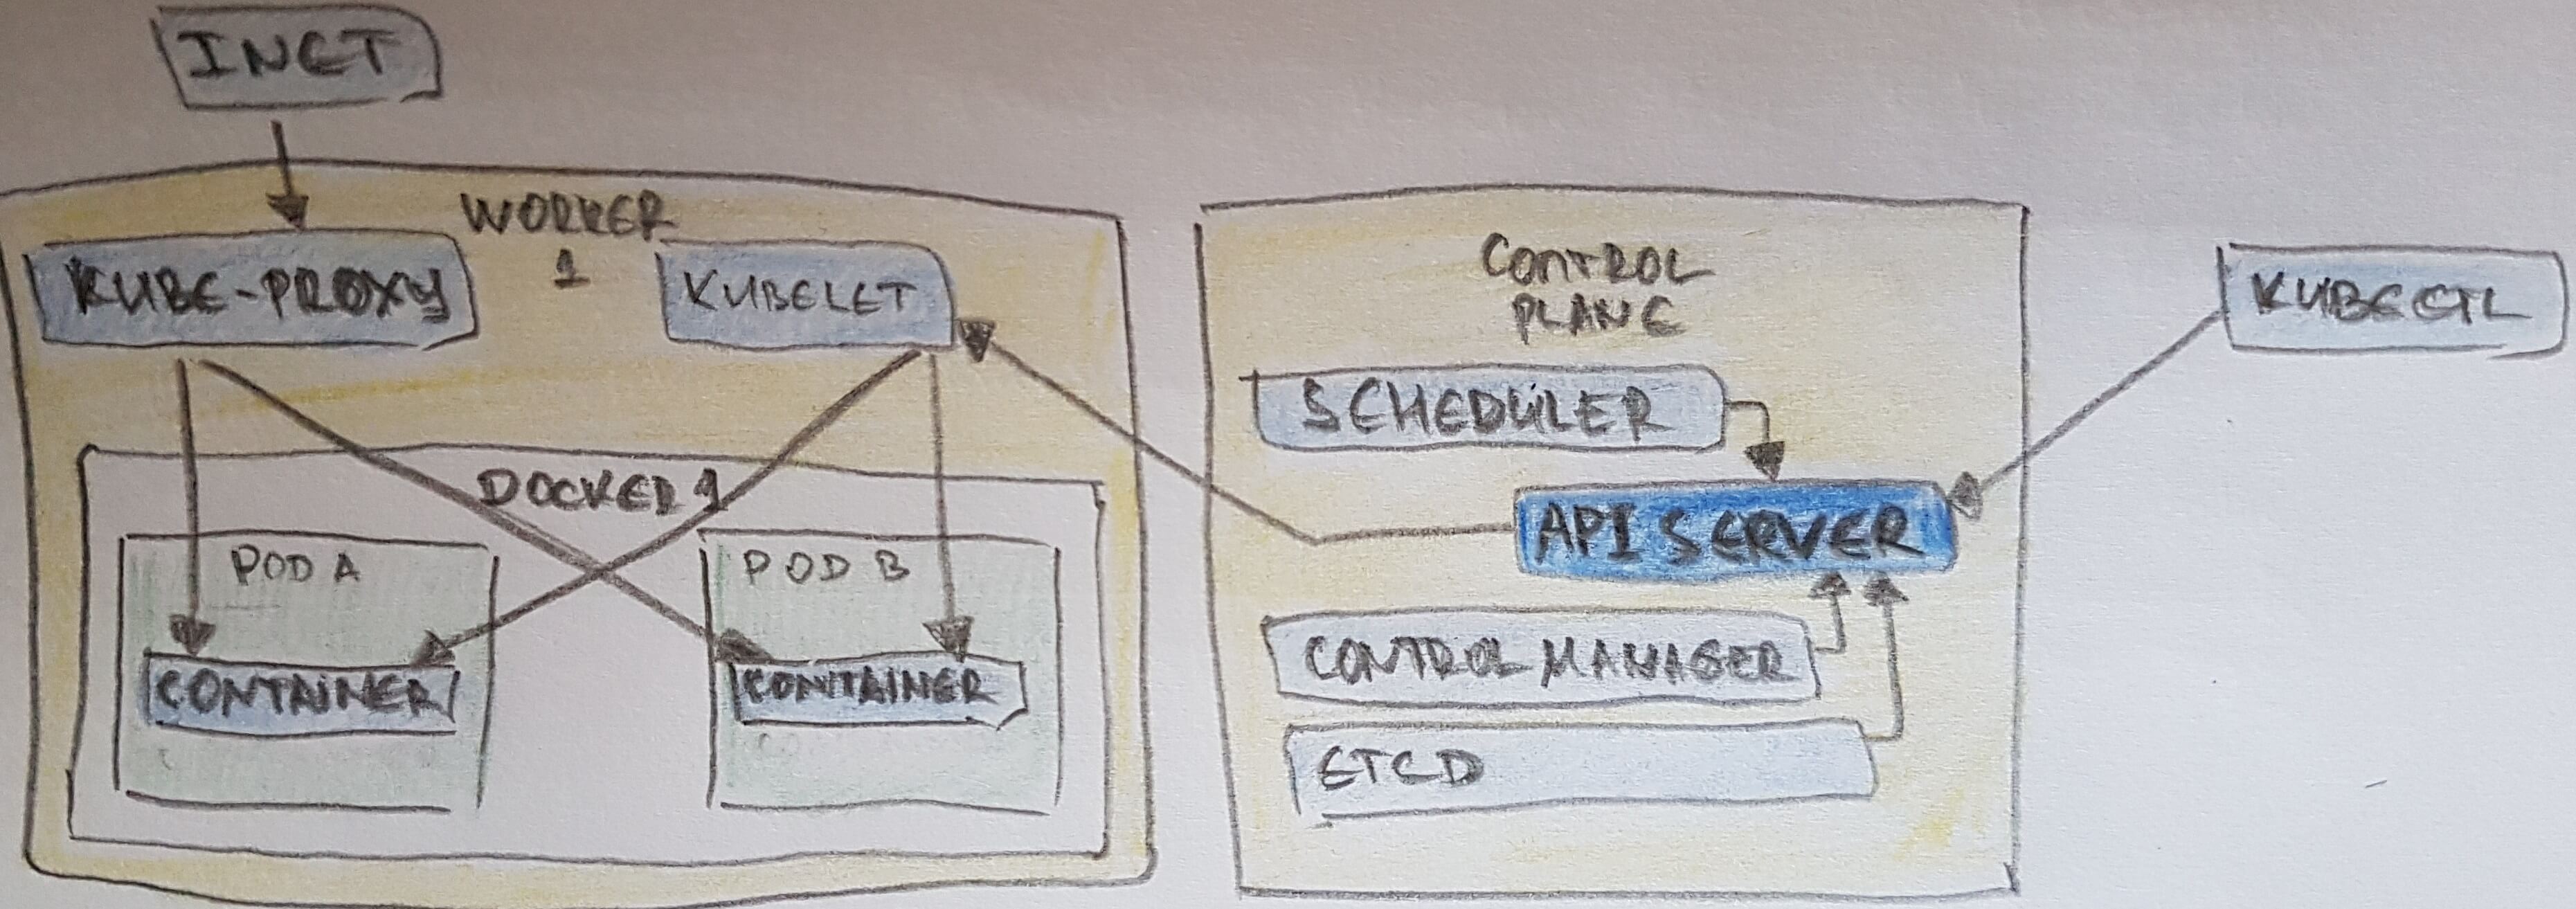 INET
WORKER
1
KUBE-PROXY
KUBELET
DOCKER 1
POD A
CONTAINER
POD B
CONTAINER
CONTROL
PLANE
SCHEDULER
API SERVER
CONTROL MANAGER
ETCD
KUBECTL